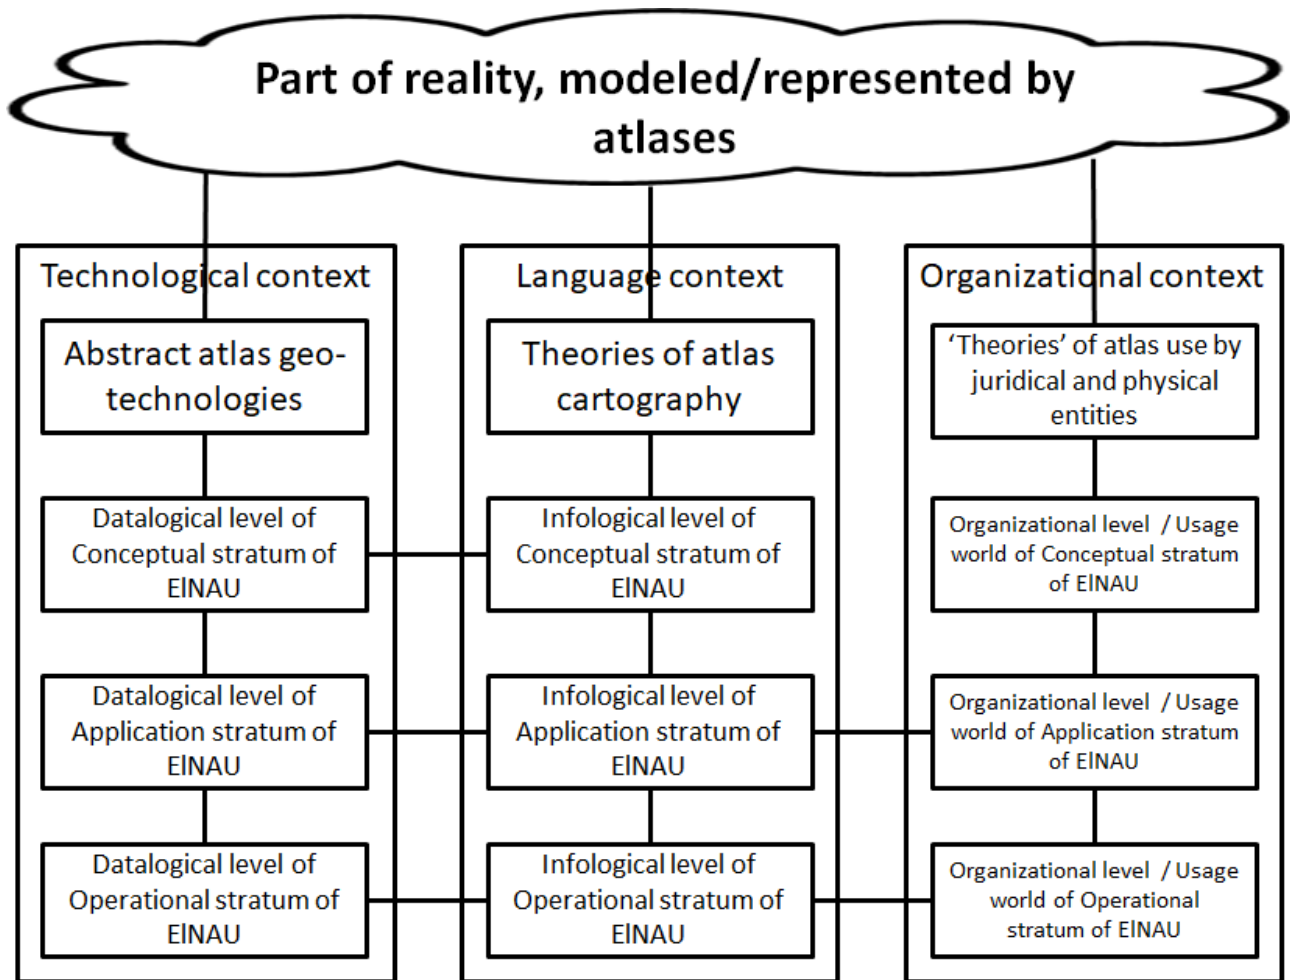 Part of reality, modeled/represented by
atlases
Technological context
Abstract atlas geo-
technologies
Datalogical level of
Conceptual stratum of
ElNAU
Datalogical level of
Application stratum of
ElNAU
Datalogical level of
Operational stratum of
ElNAU
Language context
Theories of atlas
cartography
Infological level of
Conceptual stratum of
ElNAU
Infological level of
Application stratum of
ElNAU
Infological level of
Operational stratum of
ElNAU
Organizational context
‘Theories’ of atlas use by
juridical and physical
entities
Organizational level / Usage
world of Conceptual stratum
of ElNAU
Organizational level / Usage
world of Application stratum
of ElNAU
Organizational level / Usage
world of Operational
stratum of ElNAU